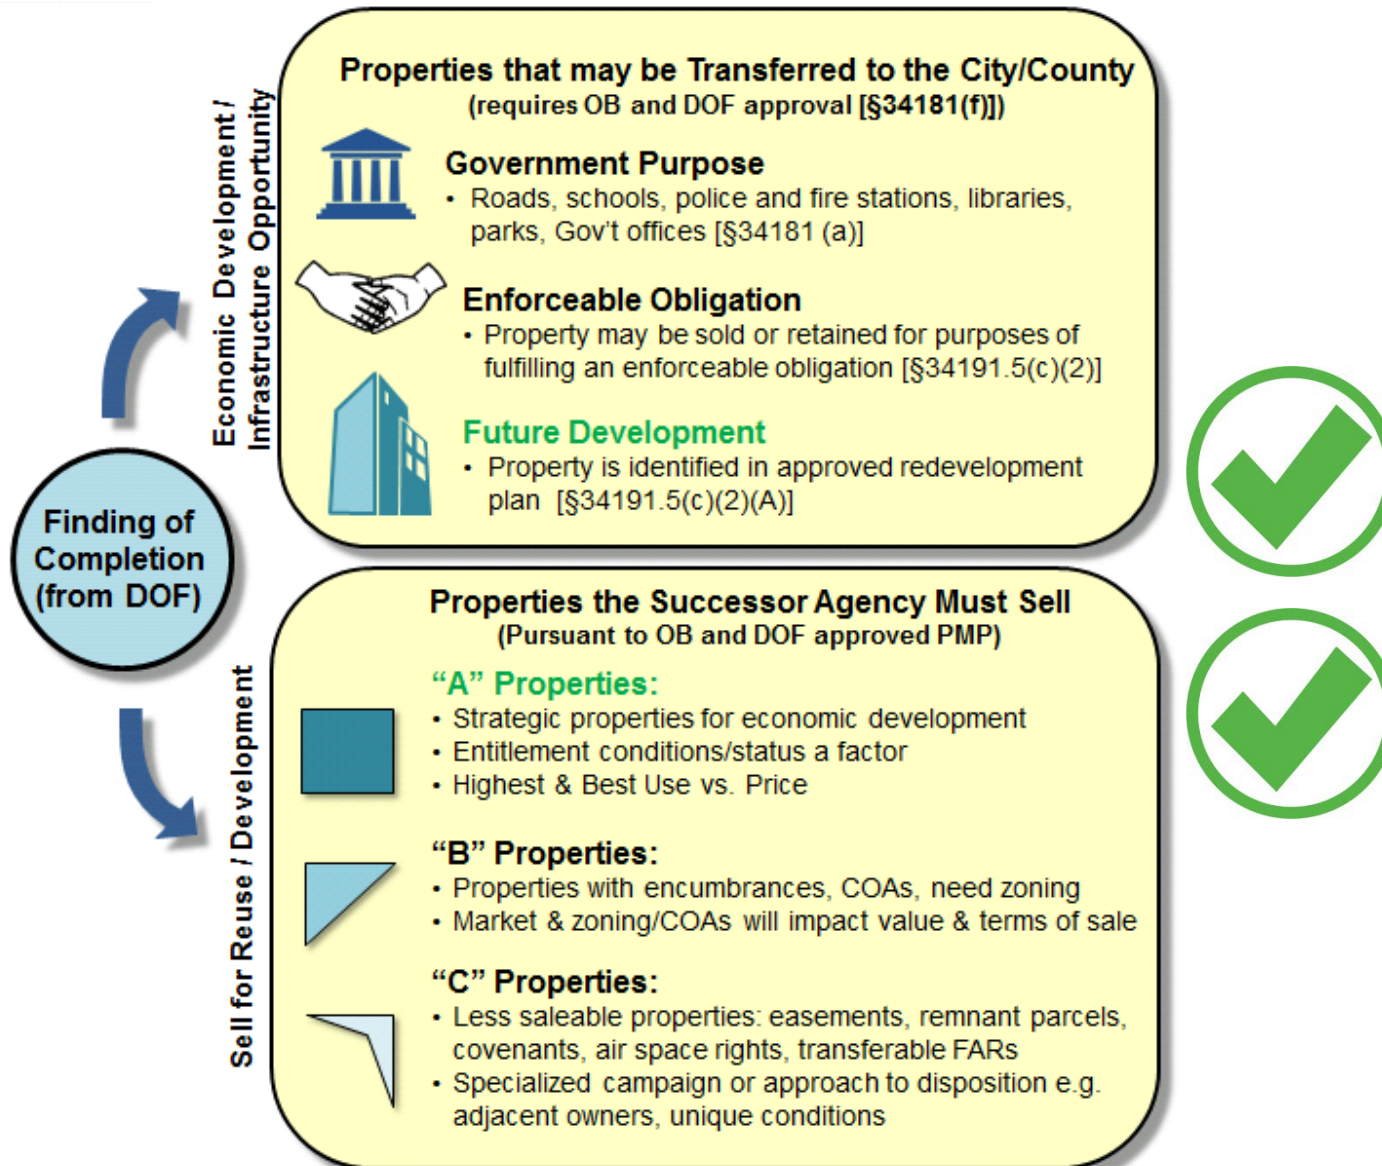 Properties that may be Transferred to the City/County
(requires OB and DOF approval [§34181(f)])
Government Purpose
• Roads, schools, police and fire stations, libraries,
parks, Gov't offices [§34181 (a)]
Enforceable Obligation
• Property may be sold or retained for purposes of
fulfilling an enforceable obligation [§34191.5(c)(2)]
Future Development
• Property is identified in approved redevelopment
plan [§34191.5(c)(2)(A)]
Economic Development /
Infrastructure Opportunity
Finding of
Completion
(from DOF)
Sell for Reuse / Development
Properties the Successor Agency Must Sell
(Pursuant to OB and DOF approved PMP)
“A” Properties:
• Strategic properties for economic development
• Entitlement conditions/status a factor
• Highest & Best Use vs. Price
“B” Properties:
• Properties with encumbrances, COAs, need zoning
• Market & zoning/COAs will impact value & terms of sale
“C” Properties:
• Less saleable properties: easements, remnant parcels,
covenants, air space rights, transferable FARs
• Specialized campaign or approach to disposition e.g.
adjacent owners, unique conditions